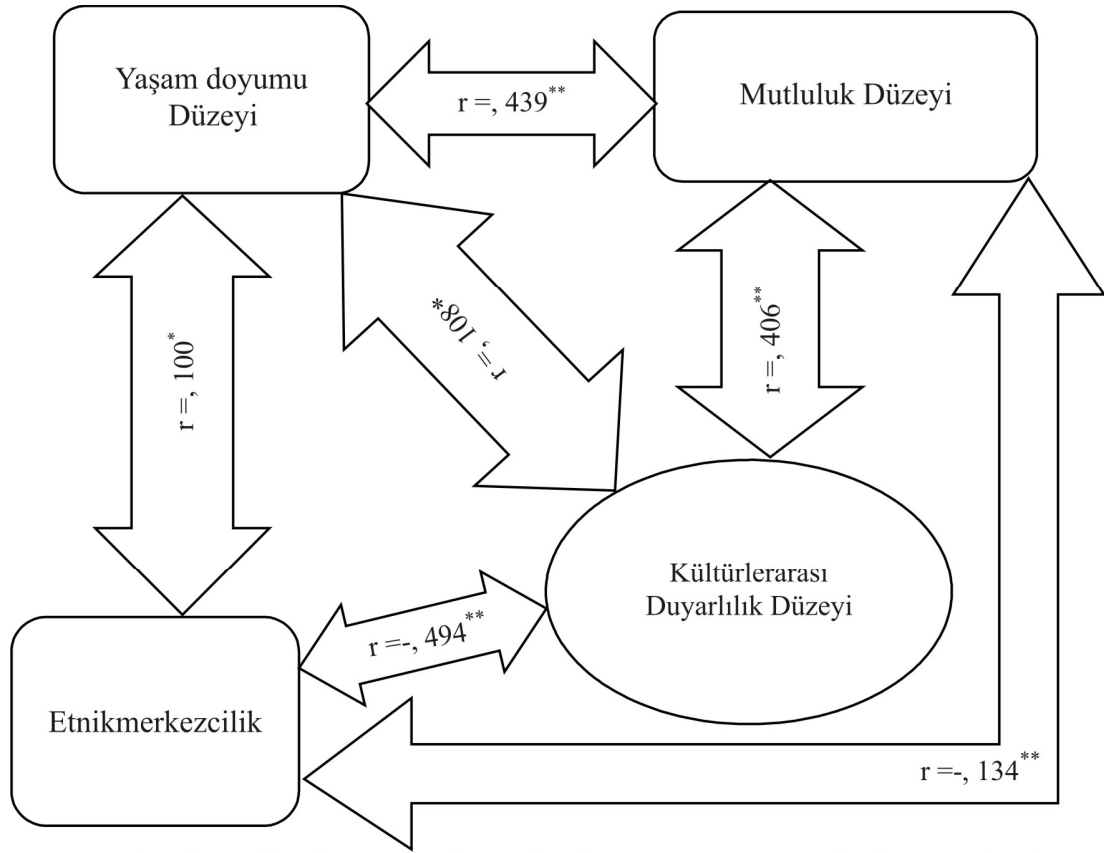 Yaşam doyumu
Düzeyi
r =, 439**
Mutluluk Düzeyi
r =, 100*
r =, 108*
r =, 406**
Kültürlerarası
Duyarlılık Düzeyi
r =-, 494**
Etnikmerkezcilik
r =-, 134**